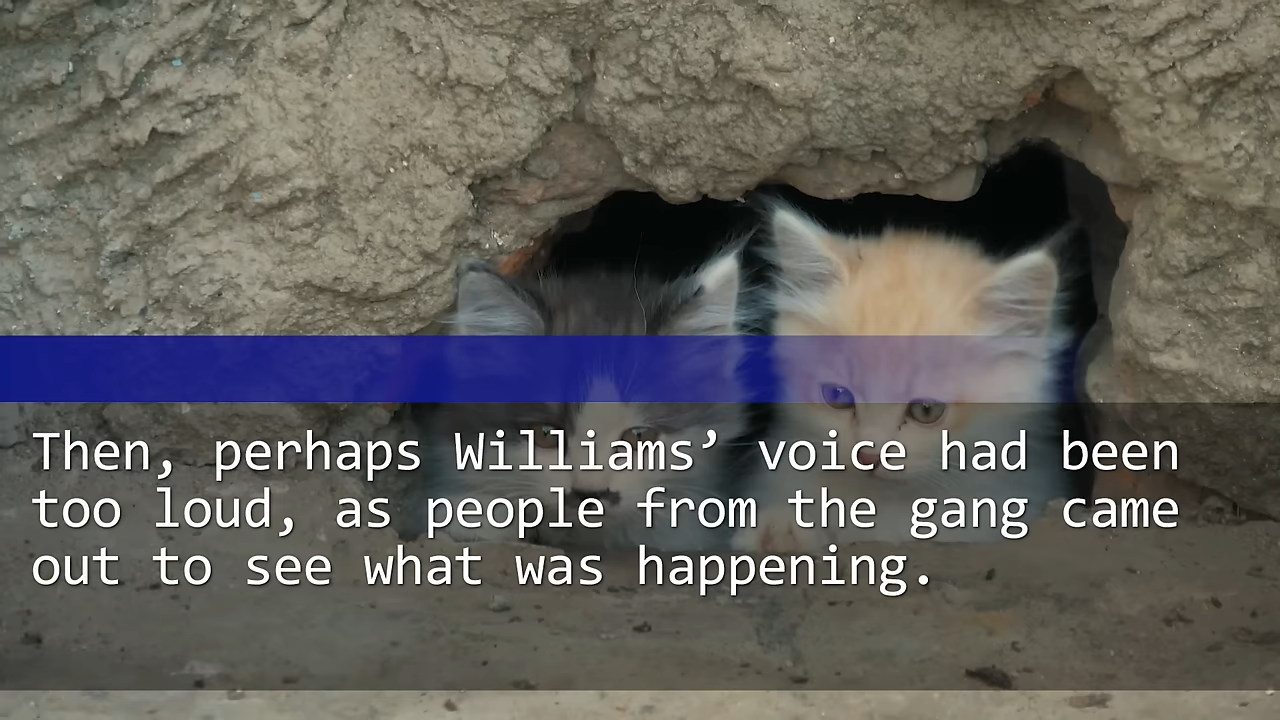 Then, perhaps Williams’ voice had been
too loud, as people from the gang came
out to see what was happening.